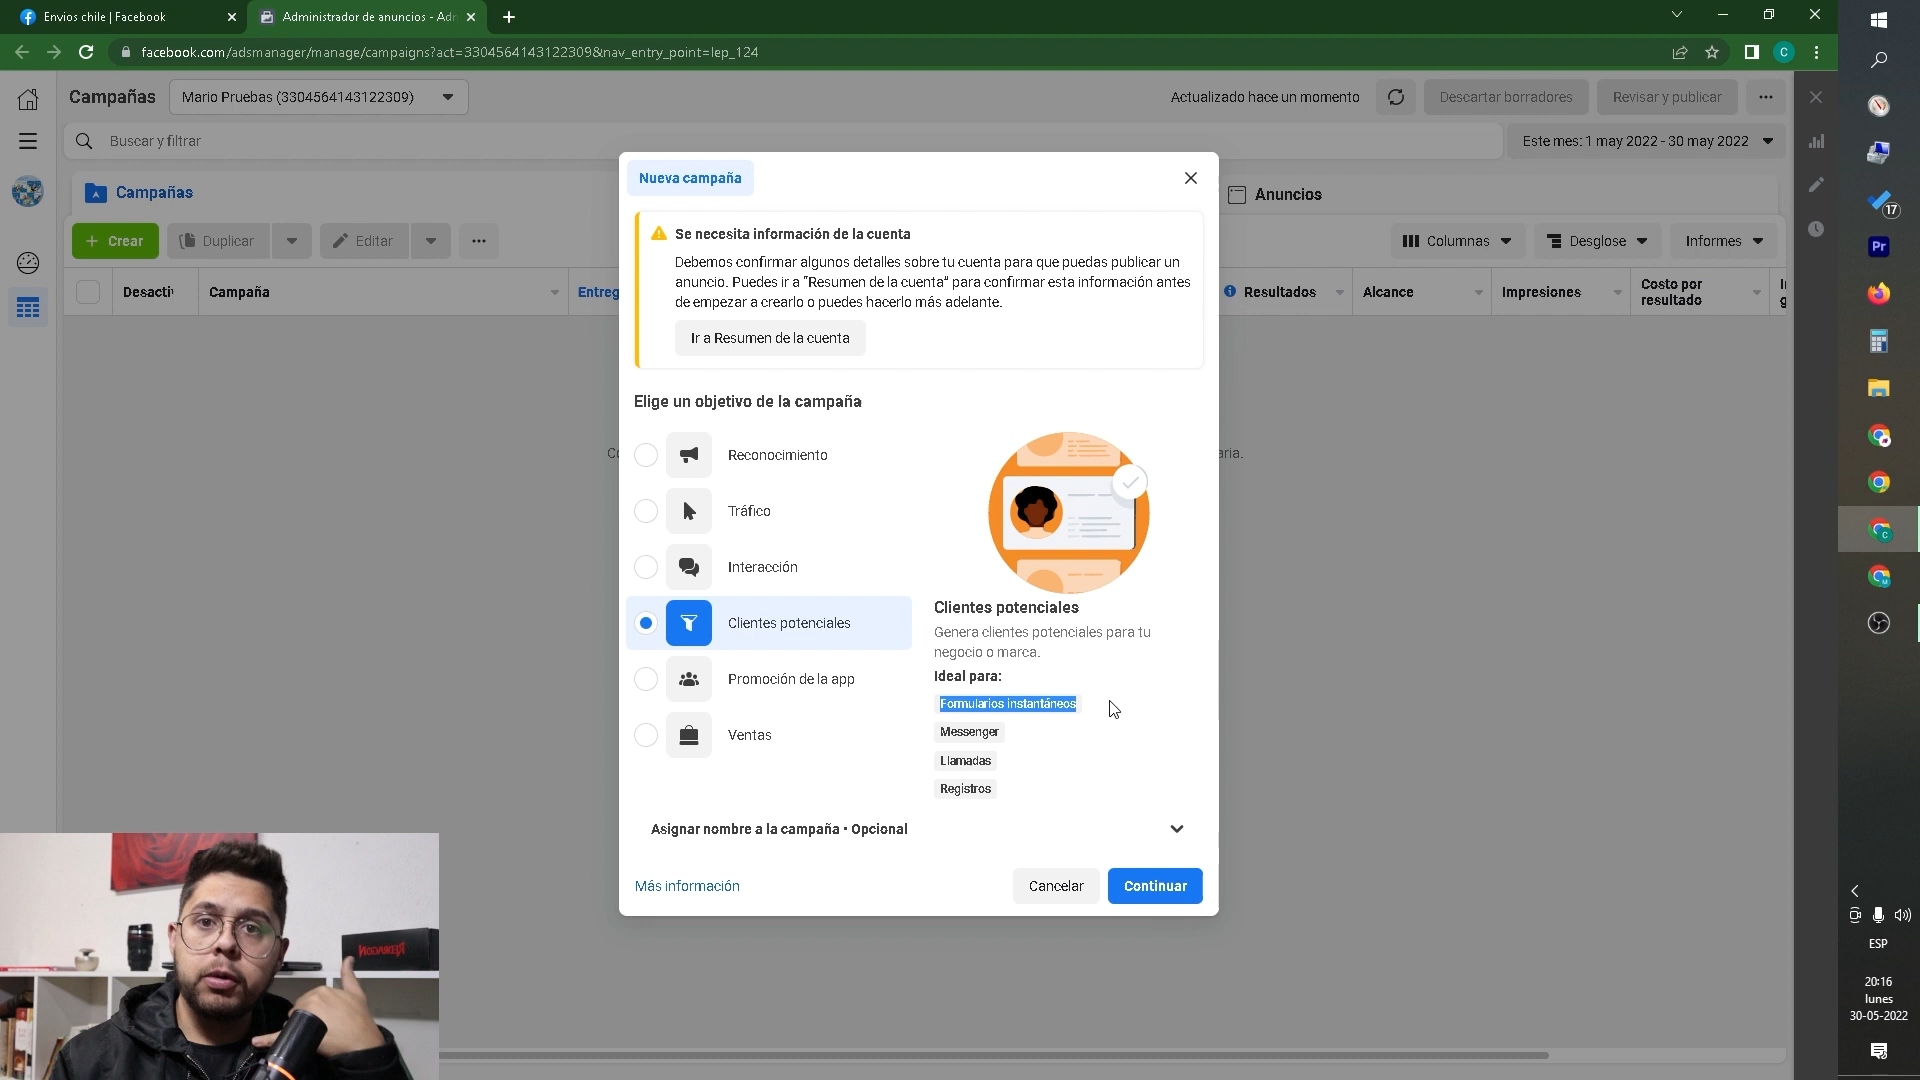 Envios chile | Facebook
Administrador de anuncios - Adm
facebook.com/adsmanager/manage/campaigns?act=3304564143122309&nav_entry_point=lep_124
C
Campañas
Mario Pruebas (3304564143122309)
Actualizado hace un momento
Descartar borradores
Revisar y publicar
Buscar y filtrar
Este mes: 1 may 2022 - 30 may 2022
Campañas
Anuncios
+ Crear
Duplicar
Editar
Columnas
Desglose
Informes
Campaña
Entreg
Resultados
Alcance
Impresiones
Costo por
resultado
Nueva campaña
Se necesita información de la cuenta
Debemos confirmar algunos detalles sobre tu cuenta para que puedas publicar un
anuncio. Puedes ir a "Resumen de la cuenta" para confirmar esta información antes
de empezar a crearlo o puedes hacerlo más adelante.
Ir a Resumen de la cuenta
Elige un objetivo de la campaña
Reconocimiento
Tráfico
Interacción
Clientes potenciales
Promoción de la app
Ventas
Clientes potenciales
Genera clientes potenciales para tu
negocio o marca.
Ideal para:
Formularios instantáneos
Messenger
Llamadas
Registros
Asignar nombre a la campaña • Opcional
Más información
Cancelar
Continuar
REDRAGON
17
Pr
ESP
20:16
lunes
30-05-2022